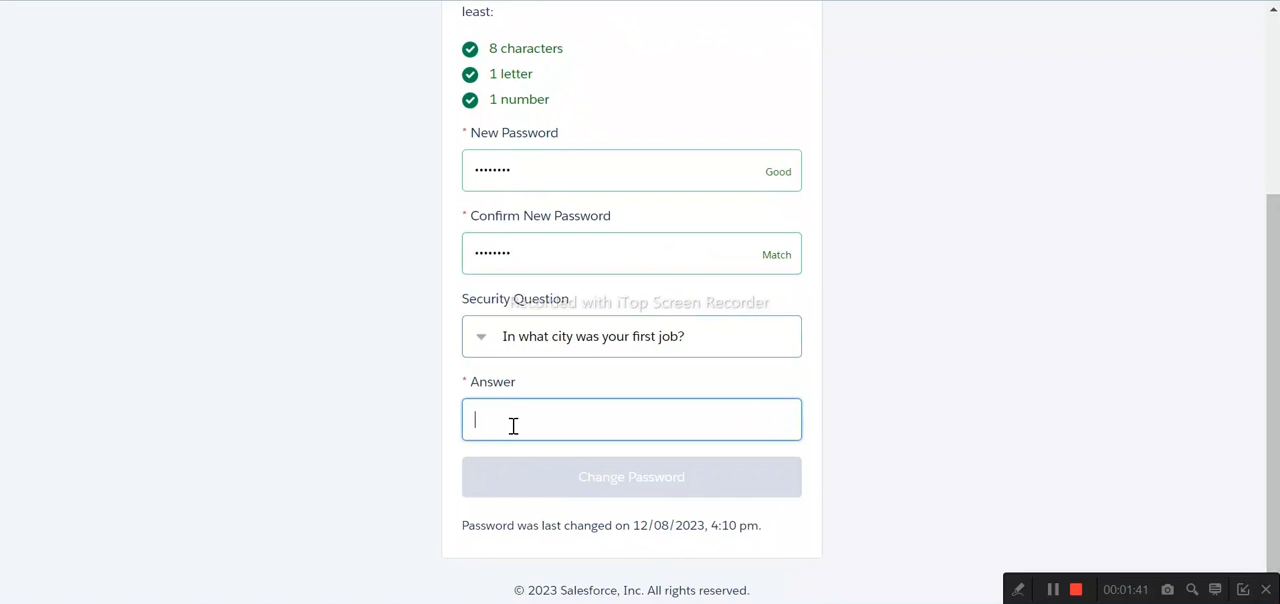 least:
8 characters
1 letter
1 number
* New Password
•••••••• Good
* Confirm New Password
•••••••• Match
Security Question
Recorded with iTop Screen Recorder
In what city was your first job?
* Answer
Change Password
Password was last changed on 12/08/2023, 4:10 pm.
© 2023 Salesforce, Inc. All rights reserved.
00:01:41